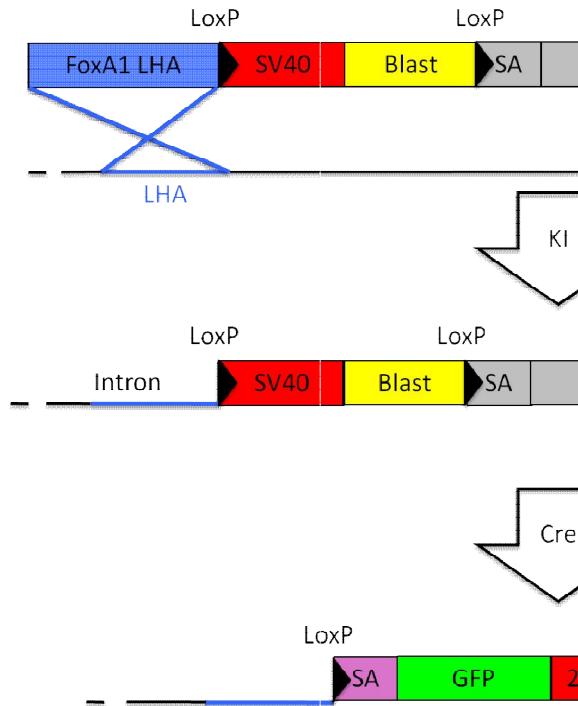 LoxP LoxP
FoxA1 LHA SV40 Blast SA
LHA
KI
LoxP LoxP
Intron SV40 Blast SA
Cre
LoxP
SA GFP 2